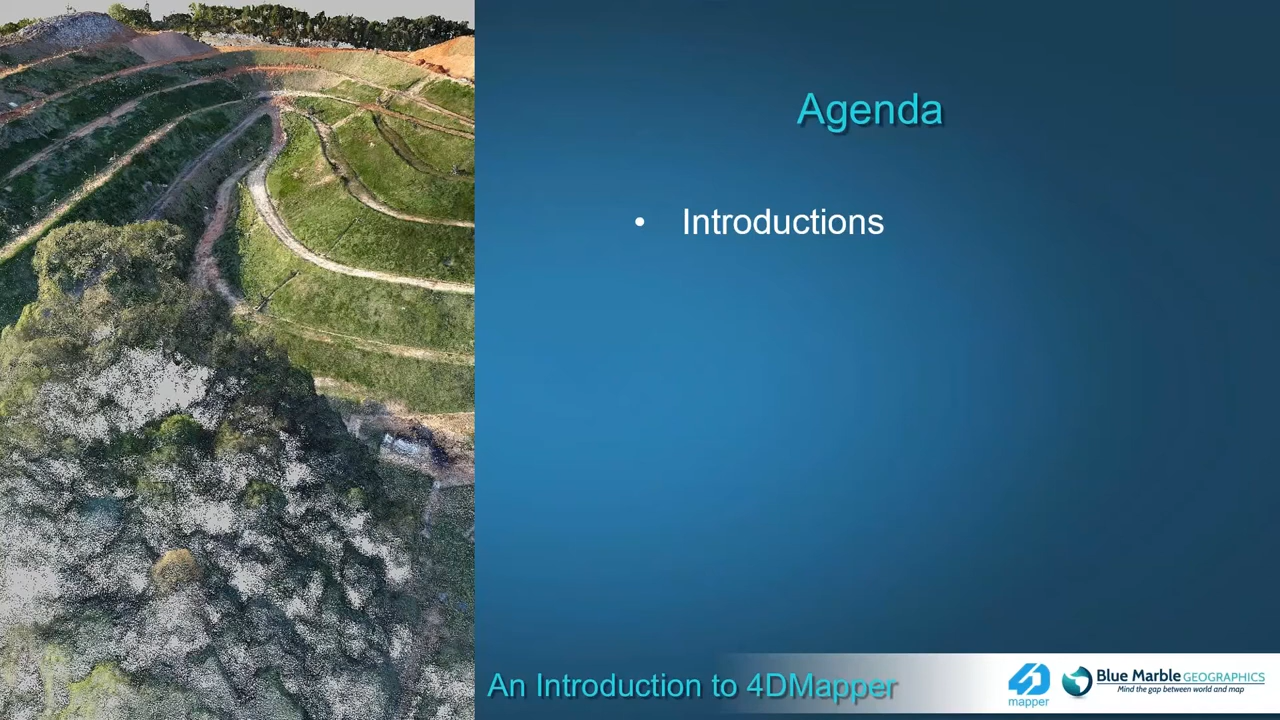 Agenda
• Introductions
An Introduction to 4DMapper
4D
mapper
Blue Marble GEOGRAPHICS
Mind the gap between world and map